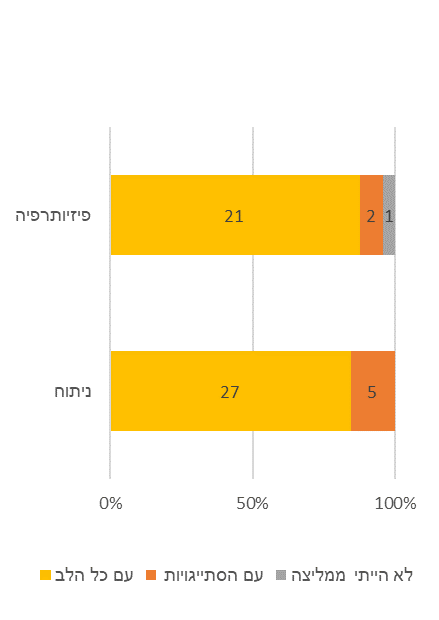 פיזיותרפיה
21 2 1
ניתוח
27 5
0% 50% 100%
עם כל הלב עם הסתייגויות לא הייתי ממליצה